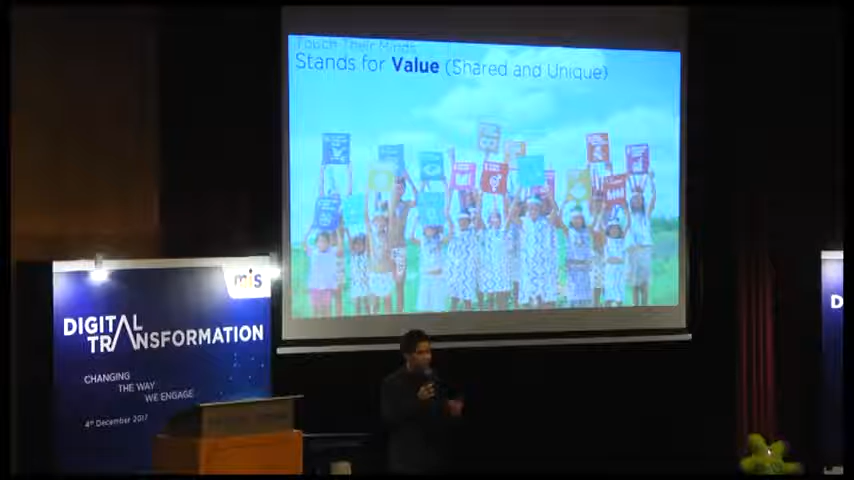 Touch Their Minds
Stands for Value (Shared and Unique)
mis
DIGITAL
TRANSFORMATION
CHANGING
THE WAY
WE ENGAGE
4th December 2017
D